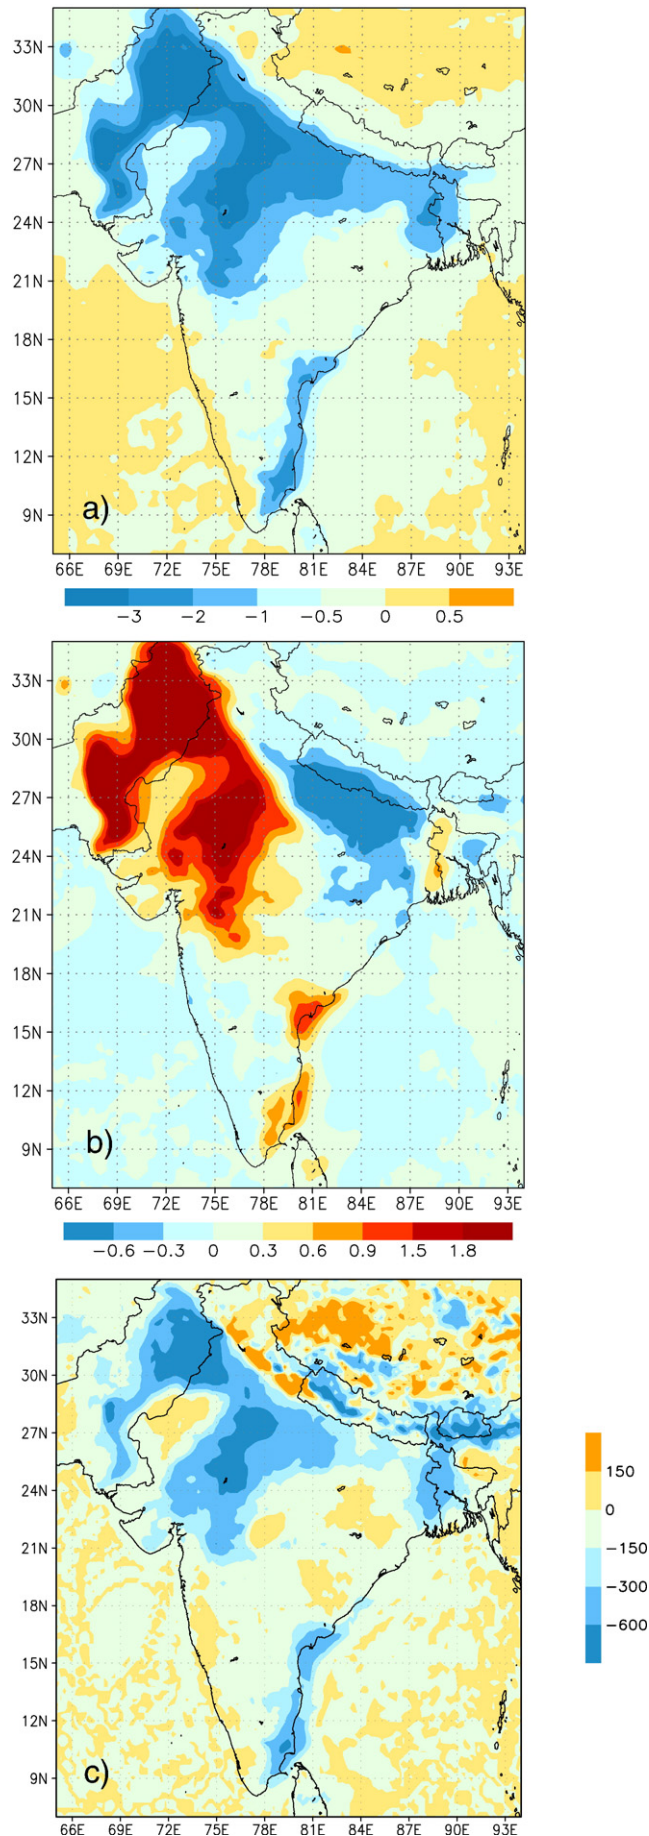 33N
30N
27N
24N
21N
18N
15N
12N
9N
a)
66E 69E 72E 75E 78E 81E 84E 87E 90E 93E
−3 −2 −1 −0.5 0 0.5
33N
30N
27N
24N
21N
18N
15N
12N
9N
b)
66E 69E 72E 75E 78E 81E 84E 87E 90E 93E
−0.6 −0.3 0 0.3 0.6 0.9 1.5 1.8
33N
30N
27N
24N
21N
18N
15N
12N
9N
c)
66E 69E 72E 75E 78E 81E 84E 87E 90E 93E
150
0
−150
−300
−600